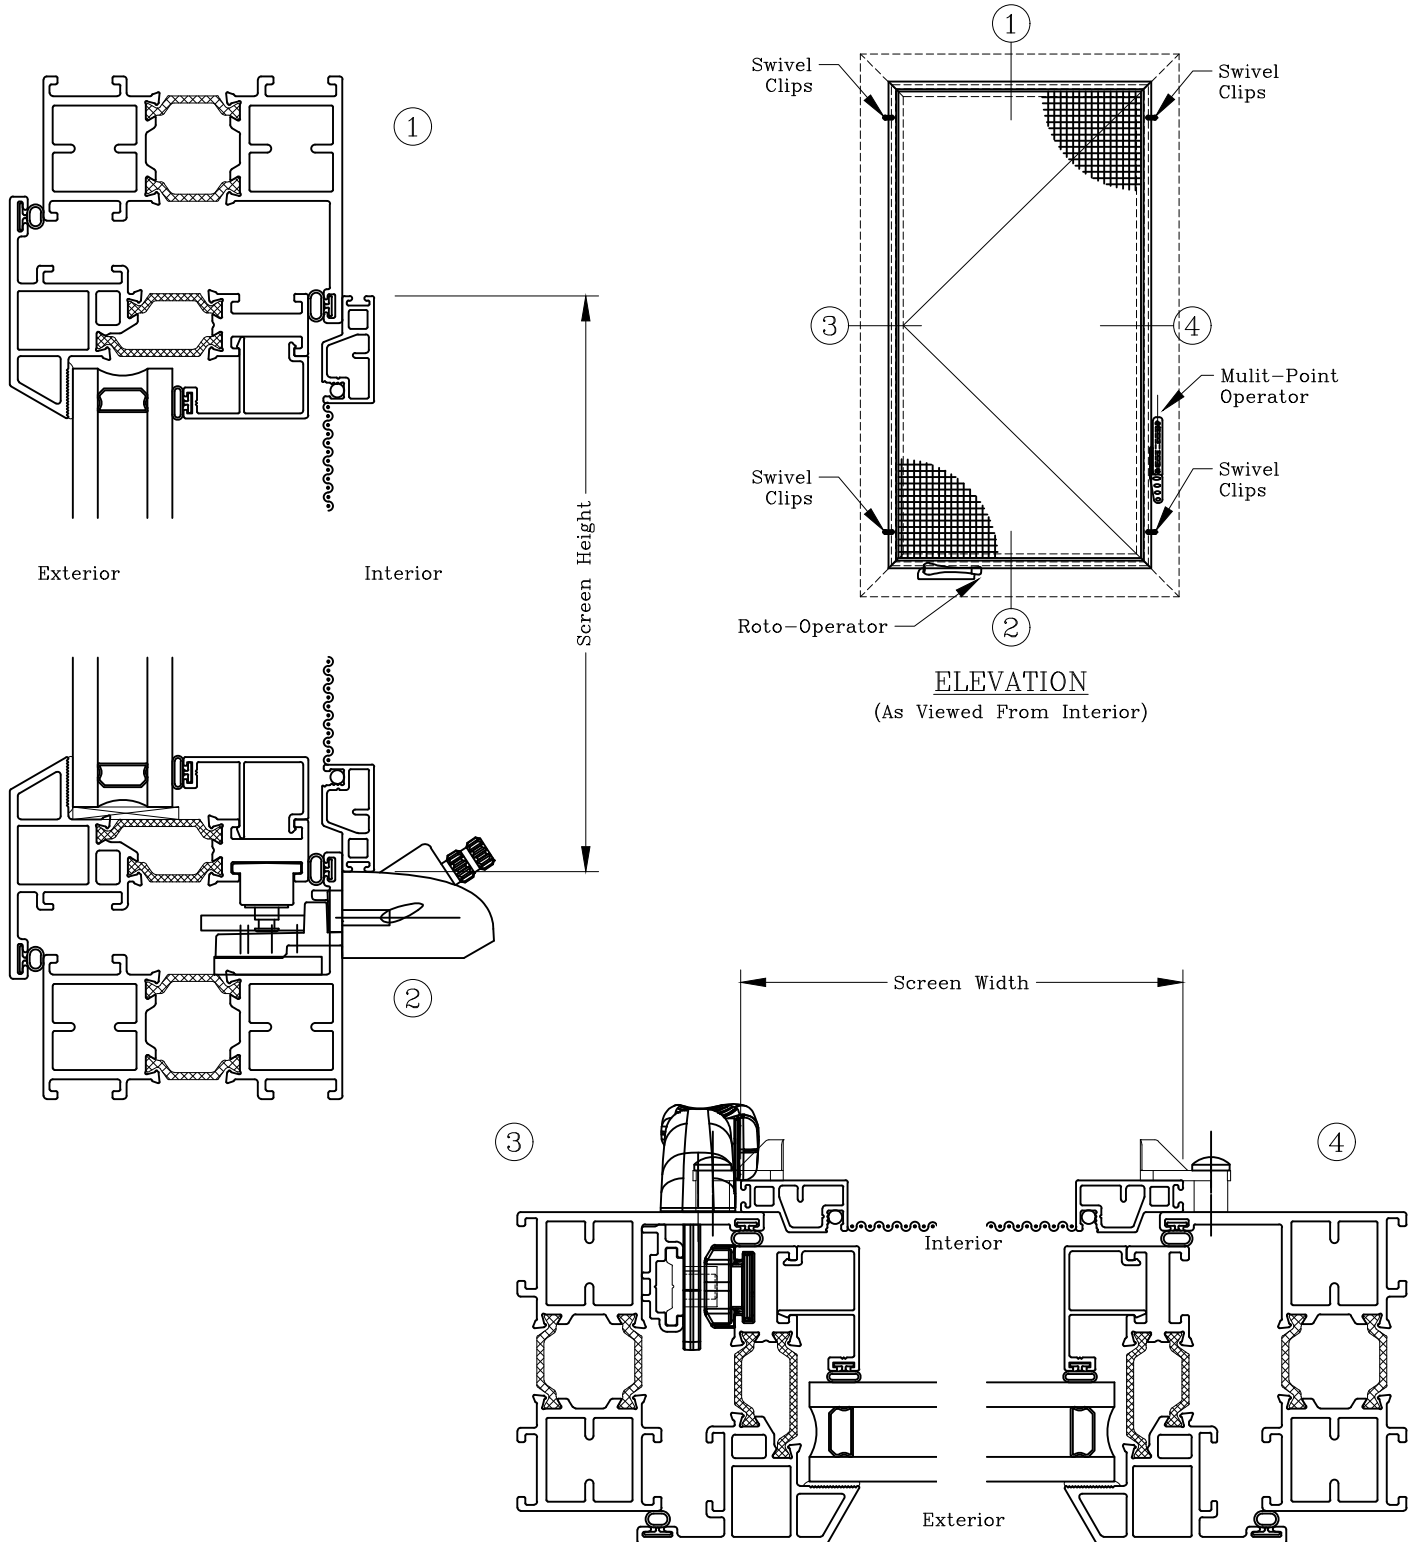 1
Swivel
Clips
Swivel
Clips
1
3
4
Mulit-Point
Operator
Swivel
Clips
Swivel
Clips
Screen Height
Exterior
Interior
Roto-Operator
2
ELEVATION
(As Viewed From Interior)
2
Screen Width
3
4
Interior
Exterior